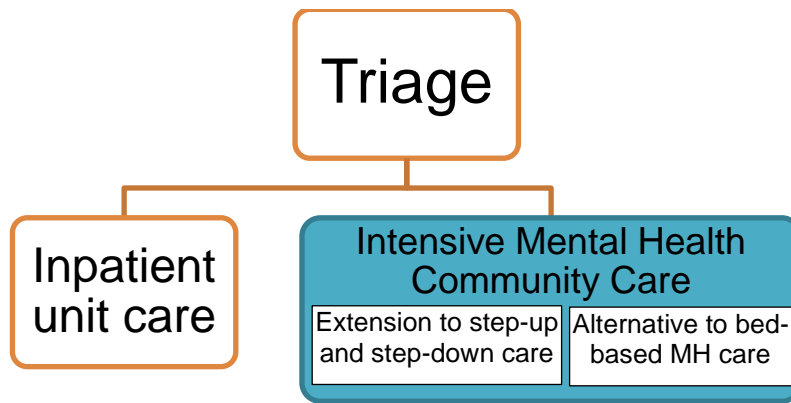 Triage
Inpatient
unit care
Intensive Mental Health
Community Care
Extension to step-up
and step-down care
Alternative to bed-
based MH care